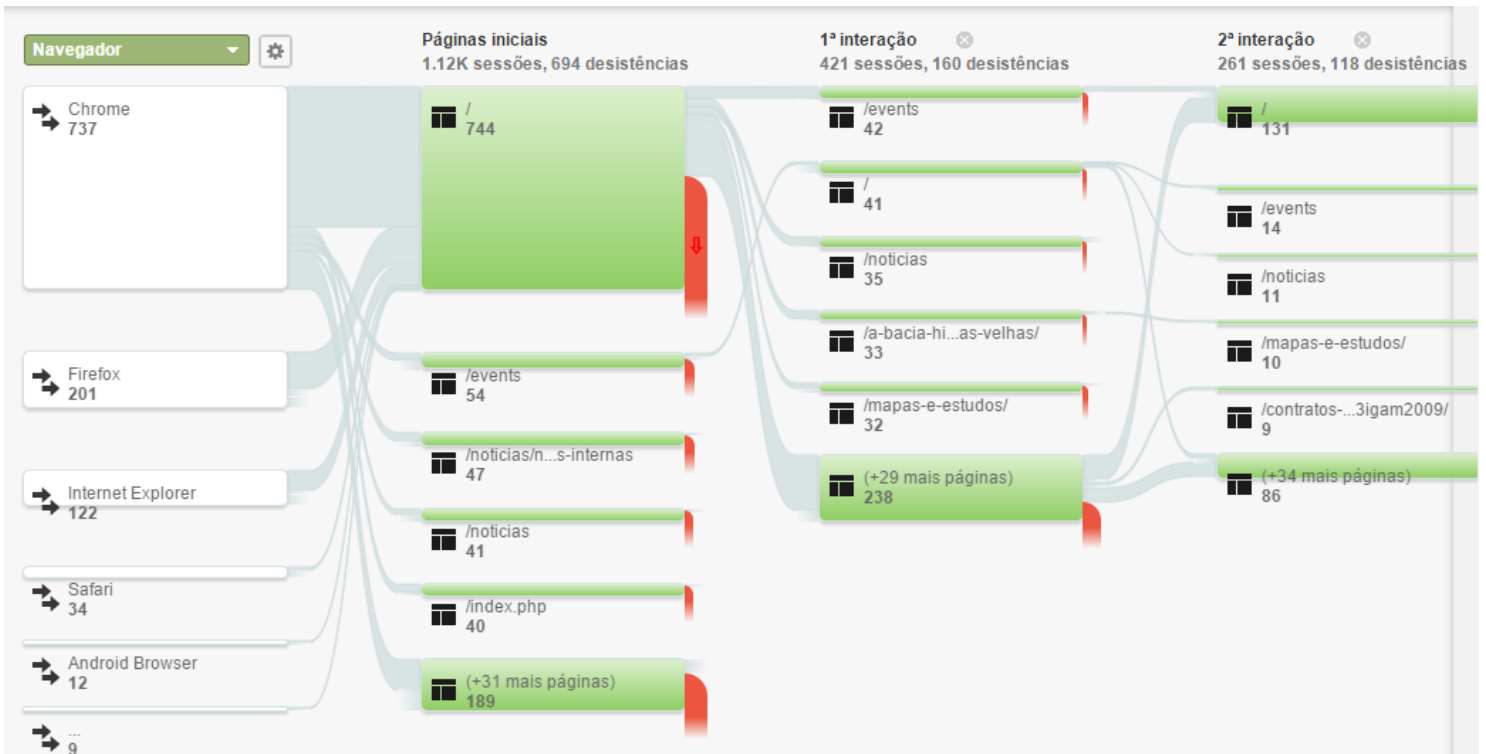 Navegador
Chrome
737
Firefox
201
Internet Explorer
122
Safari
34
Android Browser
12
...
9
Páginas iniciais
1.12K sessões, 694 desistências
/
744
/events
54
/noticias/n...s-internas
47
/noticias
41
/index.php
40
(+31 mais páginas)
189
1ª interação
421 sessões, 160 desistências
/events
42
/
41
/noticias
35
/a-bacia-hi...as-velhas/
33
/mapas-e-estudos/
32
(+29 mais páginas)
238
2ª interação
261 sessões, 118 desistências
/
131
/events
14
/noticias
11
/mapas-e-estudos/
10
/contratos-...3igam2009/
9
(+34 mais páginas)
86